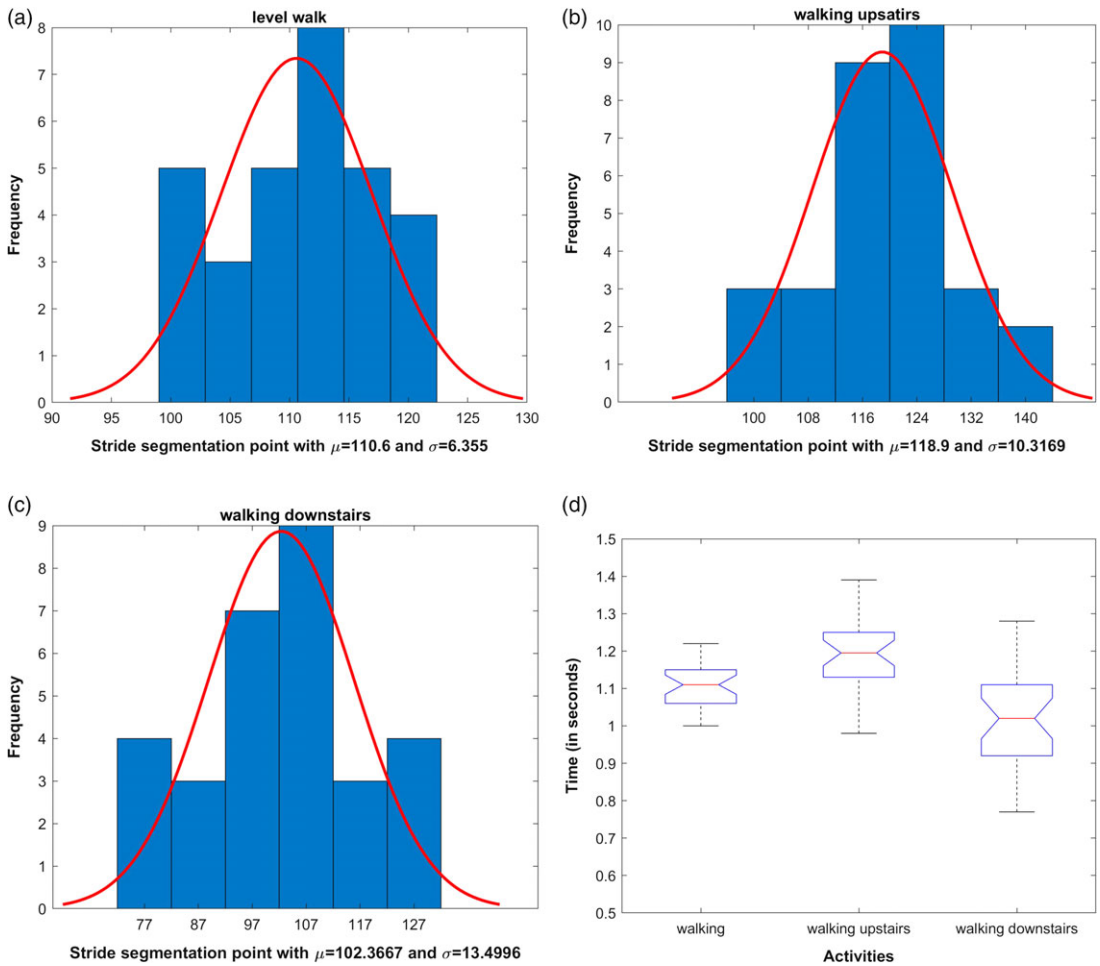 (a)
level walk
8
7
6
5
4
3
2
1
0
Frequency
90 95 100 105 110 115 120 125 130
Stride segmentation point with μ=110.6 and σ=6.355
(b)
walking upsatirs
10
9
8
7
6
5
4
3
2
1
0
Frequency
100 108 116 124 132 140
Stride segmentation point with μ=118.9 and σ=10.3169
(c)
walking downstairs
9
8
7
6
5
4
3
2
1
0
Frequency
77 87 97 107 117 127
Stride segmentation point with μ=102.3667 and σ=13.4996
(d)
1.5
1.4
1.3
1.2
1.1
1
0.9
0.8
0.7
0.6
0.5
Time (in seconds)
walking walking upstairs walking downstairs
Activities